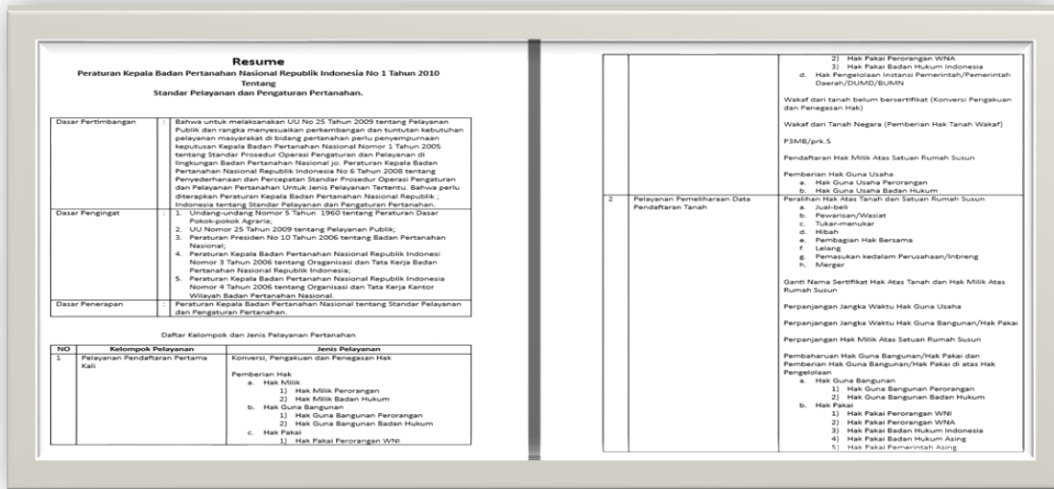 Resume
Peraturan Kepala Badan Pertanahan Nasional Republik Indonesia No 1 Tahun 2010
Tentang
Standar Pelayanan dan Pengaturan Pertanahan.
Dasar Pertimbangan : Bahwa untuk melaksanakan UU No 25 Tahun 2009 tentang Pelayanan
Publik dan rangka menyesuaikan perkembangan dan tuntutan kebutuhan
pelayanan masyarakat di bidang pertanahan perlu penyempurnaan
keputusan Kepala Badan Pertanahan Nasional Nomor 1 Tahun 2005
tentang Standar Prosedur Operasi Pengaturan dan Pelayanan di
lingkungan Badan Pertanahan Nasional jo. Peraturan Kepala Badan
Pertanahan Nasional Republik Indonesia No 6 Tahun 2008 tentang
Penyederhanaan dan Percepatan Standar Prosedur Operasi Pengaturan
dan Pelayanan Pertanahan Untuk Jenis Pelayanan Tertentu. Bahwa perlu
diterapkan Peraturan Kepala Badan Pertanahan Nasional Republik ;
Indonesia tentang Standar Pelayanan dan Pengaturan Pertanahan.
Dasar Pengingat : 1. Undang-undang Nomor 5 Tahun 1960 tentang Peraturan Dasar
Pokok-pokok Agraria;
2. UU Nomor 25 Tahun 2009 tentang Pelayanan Publik;
3. Peraturan Presiden No 10 Tahun 2006 tentang Badan Pertanahan
Nasional;
4. Peraturan Kepala Badan Pertanahan Nasional Republik Indonesi
Nomor 3 Tahun 2006 tentang Oraganisasi dan Tata Kerja Badan
Pertanahan Nasional Republik Indonesia;
5. Peraturan Kepala Badan Pertanahan Nasional Republik Indonesia
Nomor 4 Tahun 2006 tentang Organisasi dan Tata Kerja Kantor
Wilayah Badan Pertanahan Nasional.
Dasar Penerapan : Peraturan Kepala Badan Pertanahan Nasional tentang Standar Pelayanan
dan Pengaturan Pertanahan.
Daftar Kelompok dan Jenis Pelayanan Pertanahan
NO Kelompok Pelayanan Jenis Pelayanan
1 Pelayanan Pendaftaran Pertama Konversi, Pengakuan dan Penegasan Hak
Kali
Pemberian Hak
a. Hak Milik
1) Hak Milik Perorangan
2) Hak Milik Badan Hukum
b. Hak Guna Bangunan
1) Hak Guna Bangunan Perorangan
2) Hak Guna Bangunan Badan Hukum
c. Hak Pakai
1) Hak Pakai Perorangan WNI
2) Hak Pakai Perorangan WNA
3) Hak Pakai Badan Hukum Indonesia
d. Hak Pengelolaan Instansi Pemerintah/Pemerintah
Daerah/DUMD/BUMN
Wakaf dari tanah belum bersertifikat (Konversi Pengakuan
dan Penegasan Hak)
Wakaf dari Tanah Negara (Pemberian Hak Tanah Wakaf)
P3MB/prk.5
Pendaftaran Hak Milik Atas Satuan Rumah Susun
Pemberian Hak Guna Usaha
a. Hak Guna Usaha Perorangan
b. Hak Guna Usaha Badan Hukum
2 Pelayanan Pemeliharaan Data Peralihan Hak Atas Tanah dan Satuan Rumah Susun
Pendaftaran Tanah a. Jual-beli
b. Pewarisan/Wasiat
c. Tukar-menukar
d. Hibah
e. Pembagian Hak Bersama
f. Lelang
g. Pemasukan kedalam Perusahaan/Inbreng
h. Merger
Ganti Nama Sertifikat Hak Atas Tanah dan Hak Milik Atas
Rumah Susun
Perpanjangan Jangka Waktu Hak Guna Usaha
Perpanjangan Jangka Waktu Hak Guna Bangunan/Hak Pakai
Perpanjangan Hak Milik Atas Satuan Rumah Susun
Pembaharuan Hak Guna Bangunan/Hak Pakai dan
Pemberian Hak Guna Bangunan/Hak Pakai di atas Hak
Pengelolaan
a. Hak Guna Bangunan
1) Hak Guna Bangunan Perorangan
2) Hak Guna Bangunan Badan Hukum
b. Hak Pakai
1) Hak Pakai Perorangan WNI
2) Hak Pakai Perorangan WNA
3) Hak Pakai Badan Hukum Indonesia
4) Hak Pakai Badan Hukum Asing
5) Hak Pakai Pemerintah Asing